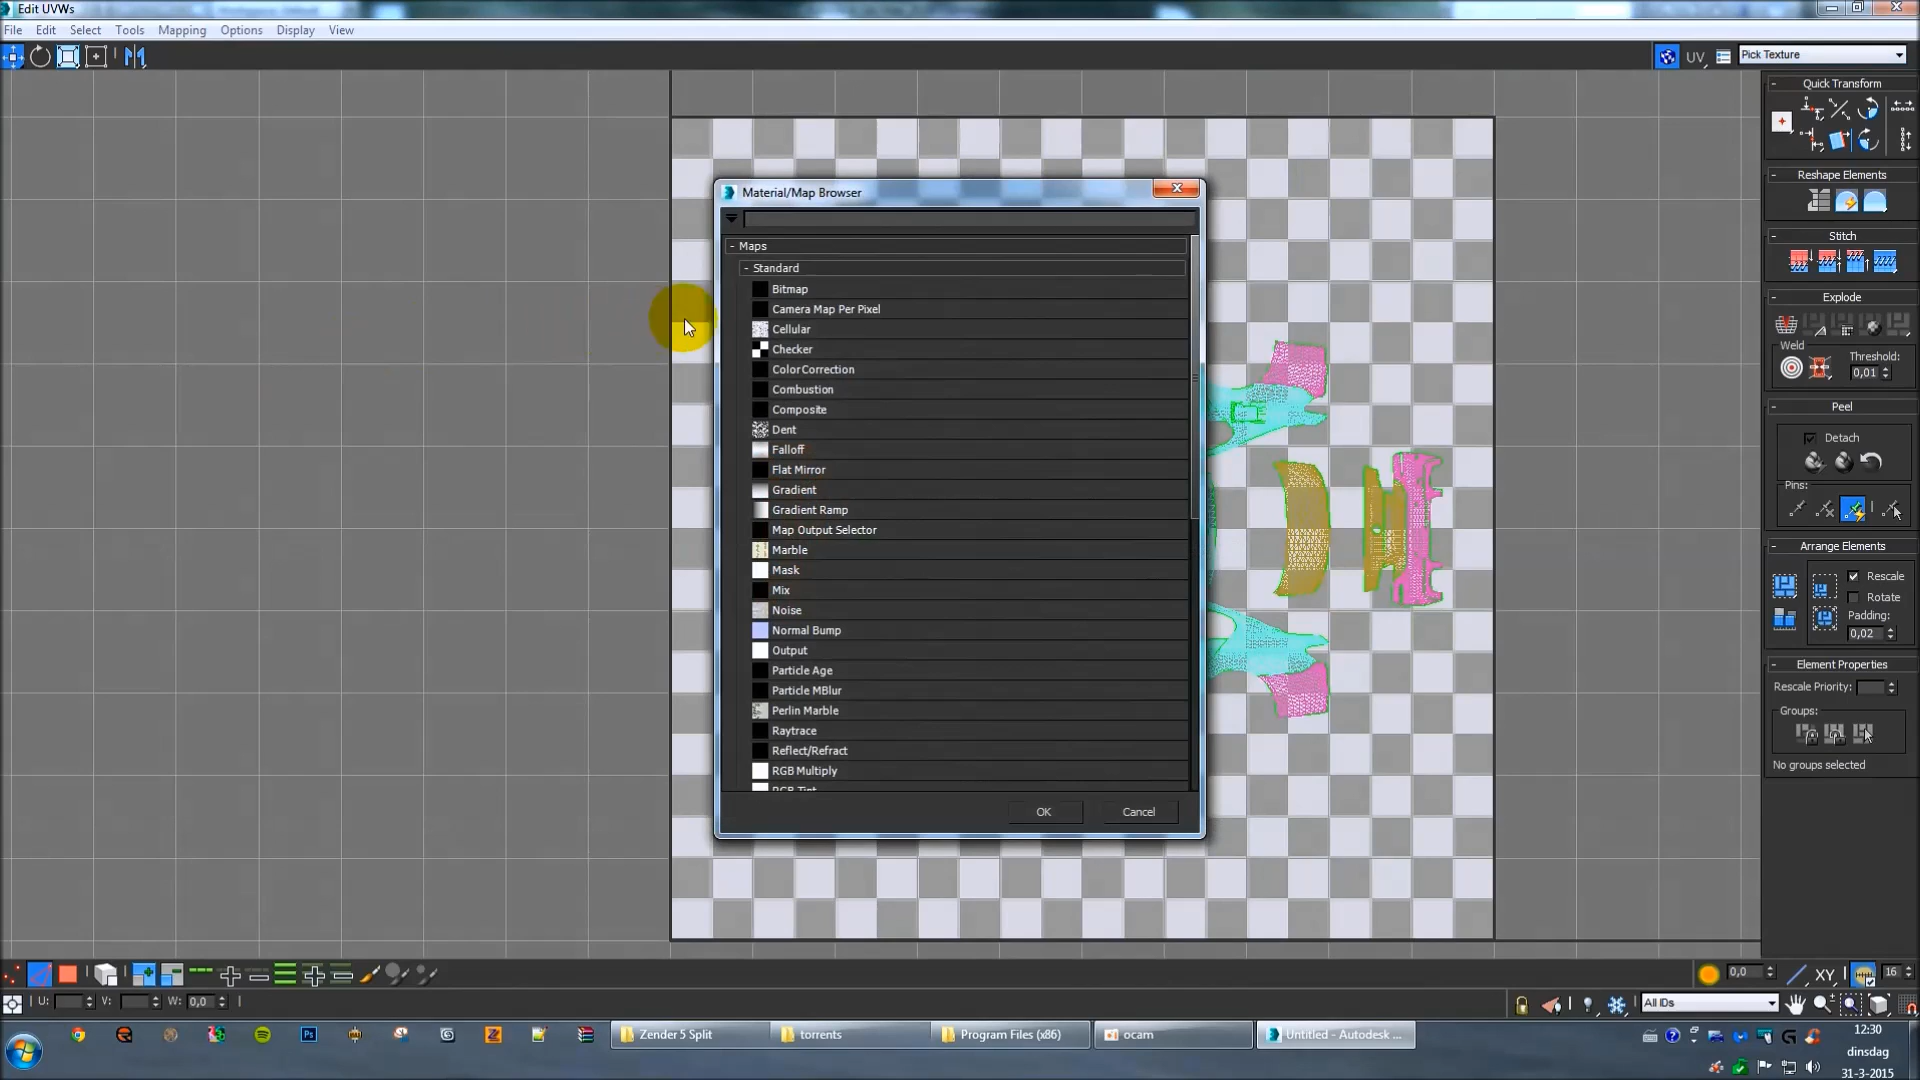 Edit UVWs
File Edit Select Tools Mapping Options Display View
UV Pick Texture
Quick Transform
Reshape Elements
Stitch
Explode
Weld
Threshold:
0,01
Peel
Detach
Pins:
Arrange Elements
Rescale
Rotate
Padding:
0,02
Element Properties
Rescale Priority:
Groups:
No groups selected
Material/Map Browser
- Maps
- Standard
Bitmap
Camera Map Per Pixel
Cellular
Checker
ColorCorrection
Combustion
Composite
Dent
Falloff
Flat Mirror
Gradient
Gradient Ramp
Map Output Selector
Marble
Mask
Mix
Noise
Normal Bump
Output
Particle Age
Particle MBlur
Perlin Marble
Raytrace
Reflect/Refract
RGB Multiply
RGB Tint
OK Cancel
0,0 XY 16
U: V: W: 0,0
All IDs
Zender 5 Split torrents Program Files (x86) ocam Untitled - Autodesk ...
12:30
dinsdag
31-3-2015